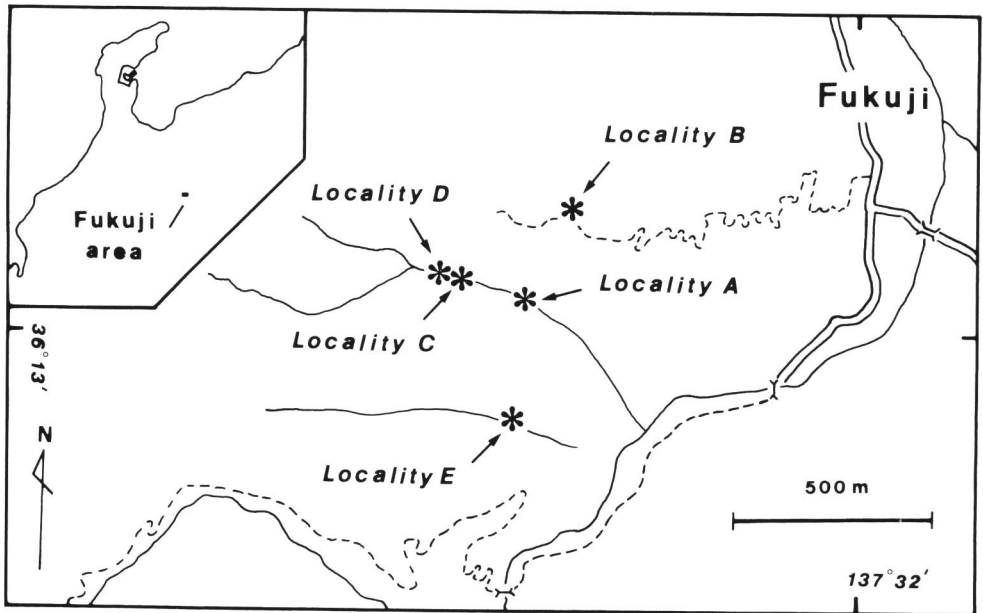 Fukuji
Locality B
Locality D
Fukuji
area
Locality A
Locality C
36°13′
N
Locality E
500 m
137°32′